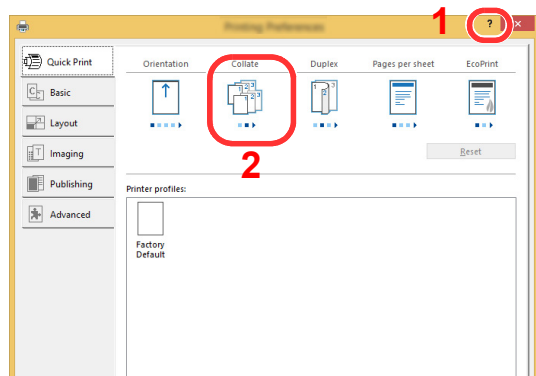 1
?
Quick Print
Orientation
Collate
Duplex
Pages per sheet
EcoPrint
Basic
Layout
Imaging
Publishing
Advanced
2
Reset
Printer profiles:
Factory
Default